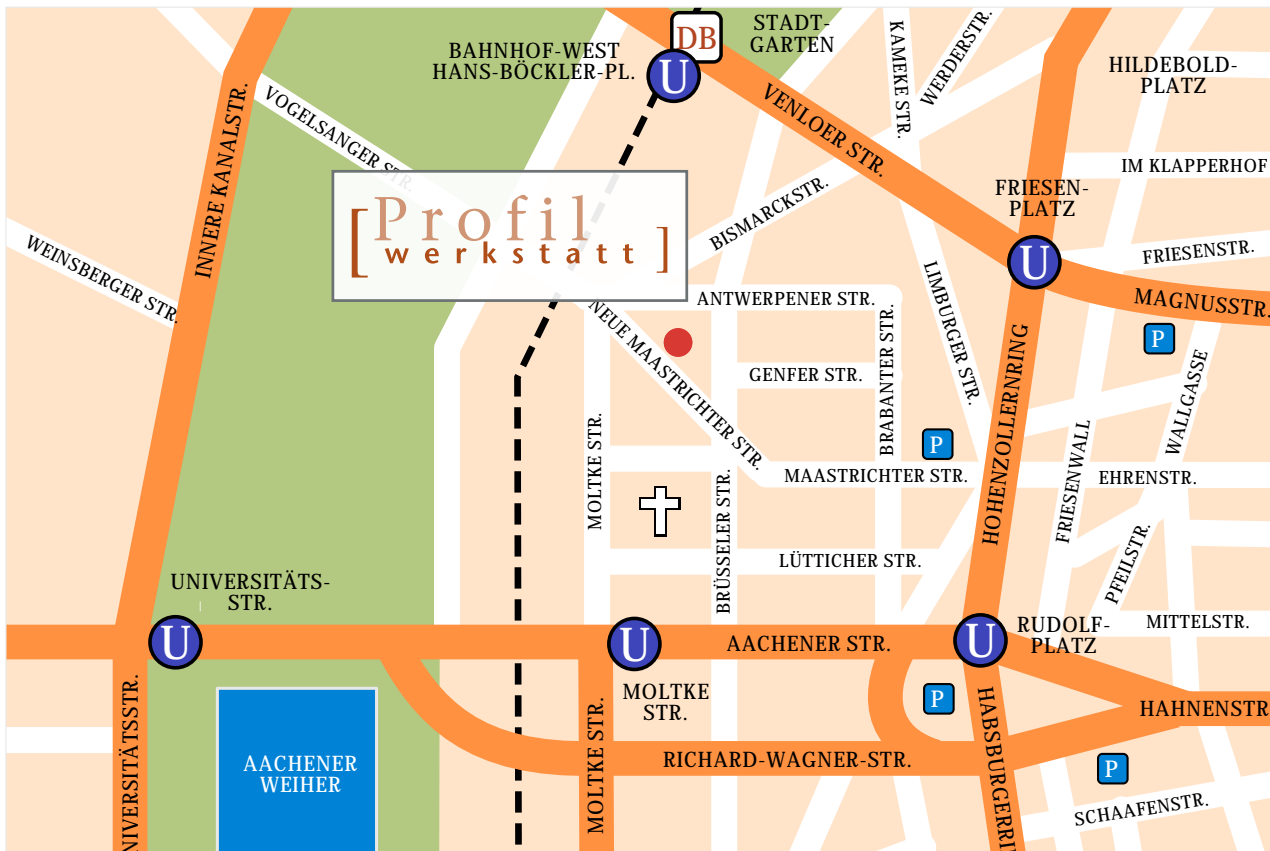 BAHNHOF-WEST
HANS-BÖCKLER-PL.
DB
U
STADT-
GARTEN
KAMEKE STR.
WERDERSTR.
HILDEBOLD-
PLATZ
INNERE KANALSTR.
VOGELSANGER STR.
VENLOER STR.
IM KLAPPERHOF
[ Profil
werkstatt ]
BISMARCKSTR.
FRIESEN-
PLATZ
U
FRIESENSTR.
WEINSBERGER STR.
MAGNUSSTR.
ANTWERPENER STR.
LIMBURGER STR.
P
NEUE MAASTRICHTER STR.
GENFER STR.
BRABANTER STR.
HOHENZOLLERNRING
WALLGASSE
P
MOLTKE STR.
MAASTRICHTER STR.
FRIESENWALL
EHRENSTR.
BRÜSSELER STR.
LÜTTICHER STR.
PFEILSTR.
UNIVERSITÄTS-
STR.
U
U
AACHENER STR.
U
RUDOLF-
PLATZ
MITTELSTR.
MOLTKE
STR.
P
HABSBURGERRI
HAHNENSTR
NIVERSITÄTSSTR.
AACHENER
WEIHER
MOLTKE STR.
RICHARD-WAGNER-STR.
P
SCHAAFENSTR.